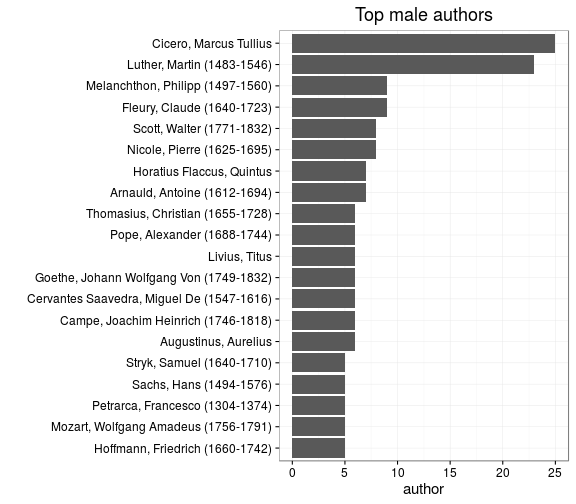 Top male authors
Cicero, Marcus Tullius
Luther, Martin (1483-1546)
Melanchthon, Philipp (1497-1560)
Fleury, Claude (1640-1723)
Scott, Walter (1771-1832)
Nicole, Pierre (1625-1695)
Horatius Flaccus, Quintus
Arnauld, Antoine (1612-1694)
Thomasius, Christian (1655-1728)
Pope, Alexander (1688-1744)
Livius, Titus
Goethe, Johann Wolfgang Von (1749-1832)
Cervantes Saavedra, Miguel De (1547-1616)
Campe, Joachim Heinrich (1746-1818)
Augustinus, Aurelius
Stryk, Samuel (1640-1710)
Sachs, Hans (1494-1576)
Petrarca, Francesco (1304-1374)
Mozart, Wolfgang Amadeus (1756-1791)
Hoffmann, Friedrich (1660-1742)
0 5 10 15 20 25
author